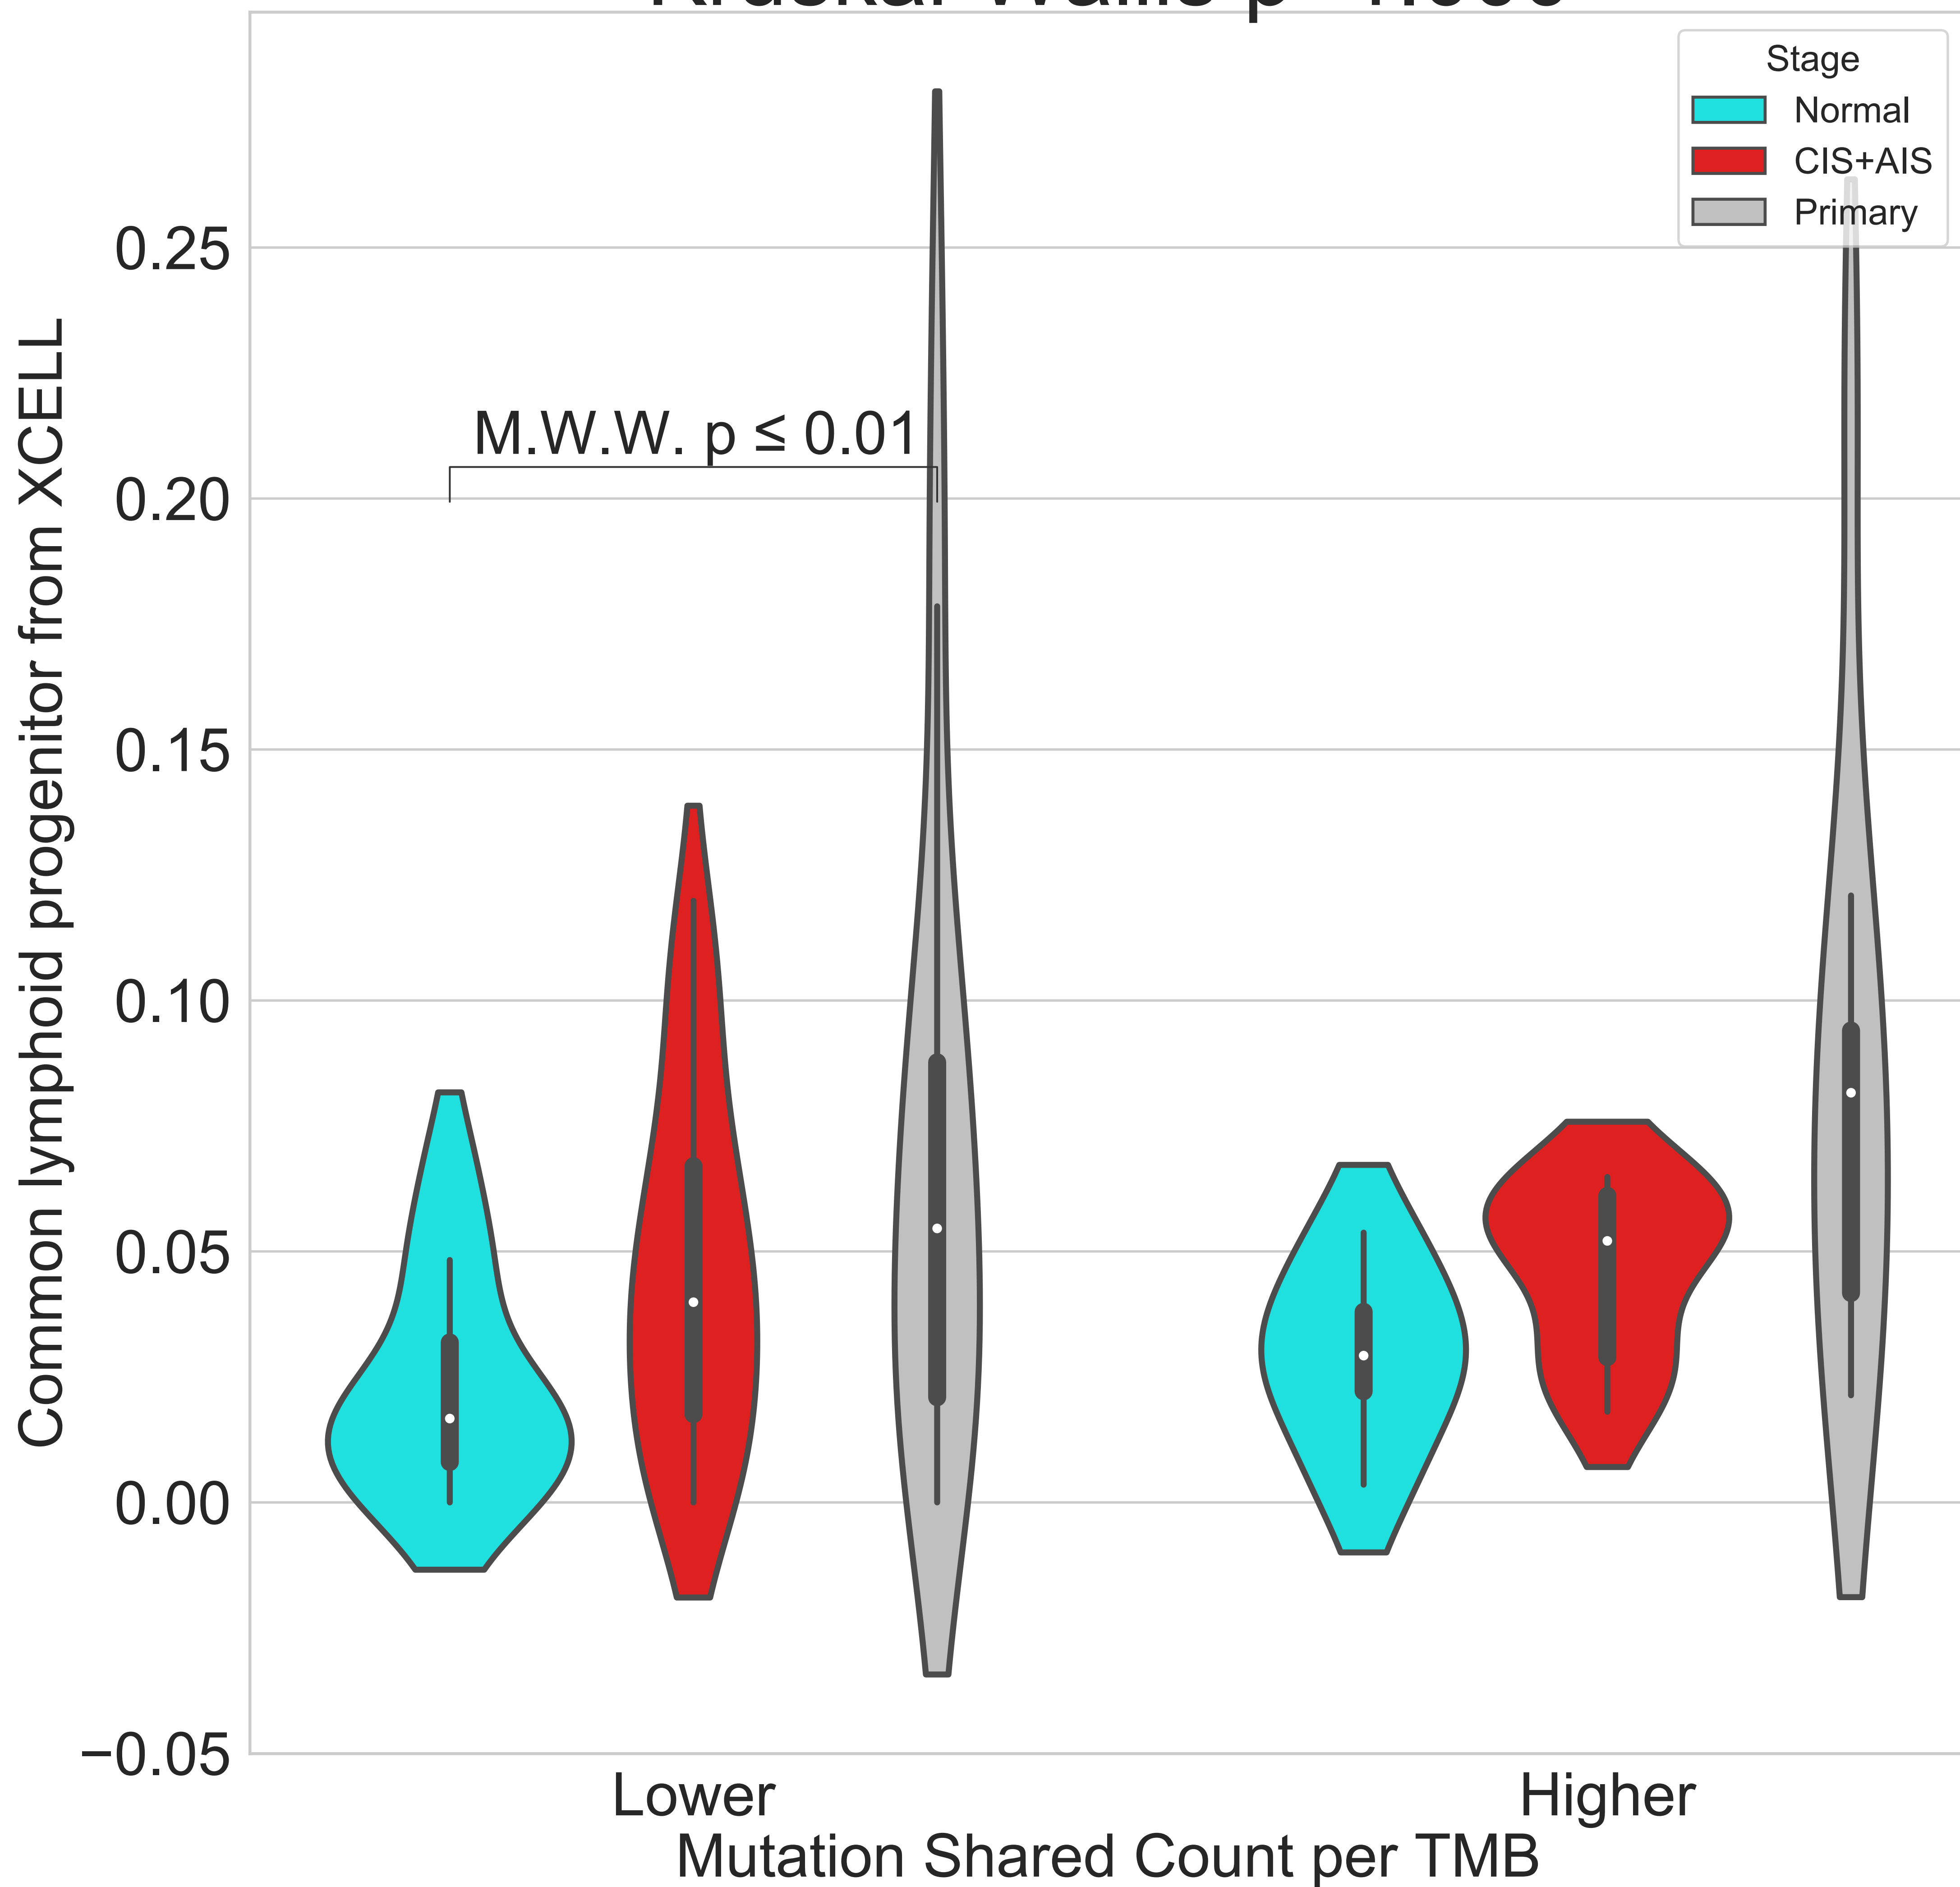 Stage
Normal
CIS+AIS
Primary
0.25
0.20
0.15
0.10
0.05
0.00
−0.05
M.W.W. p ≤ 0.01
Common lymphoid progenitor from XCELL
Lower
Higher
Mutation Shared Count per TMB